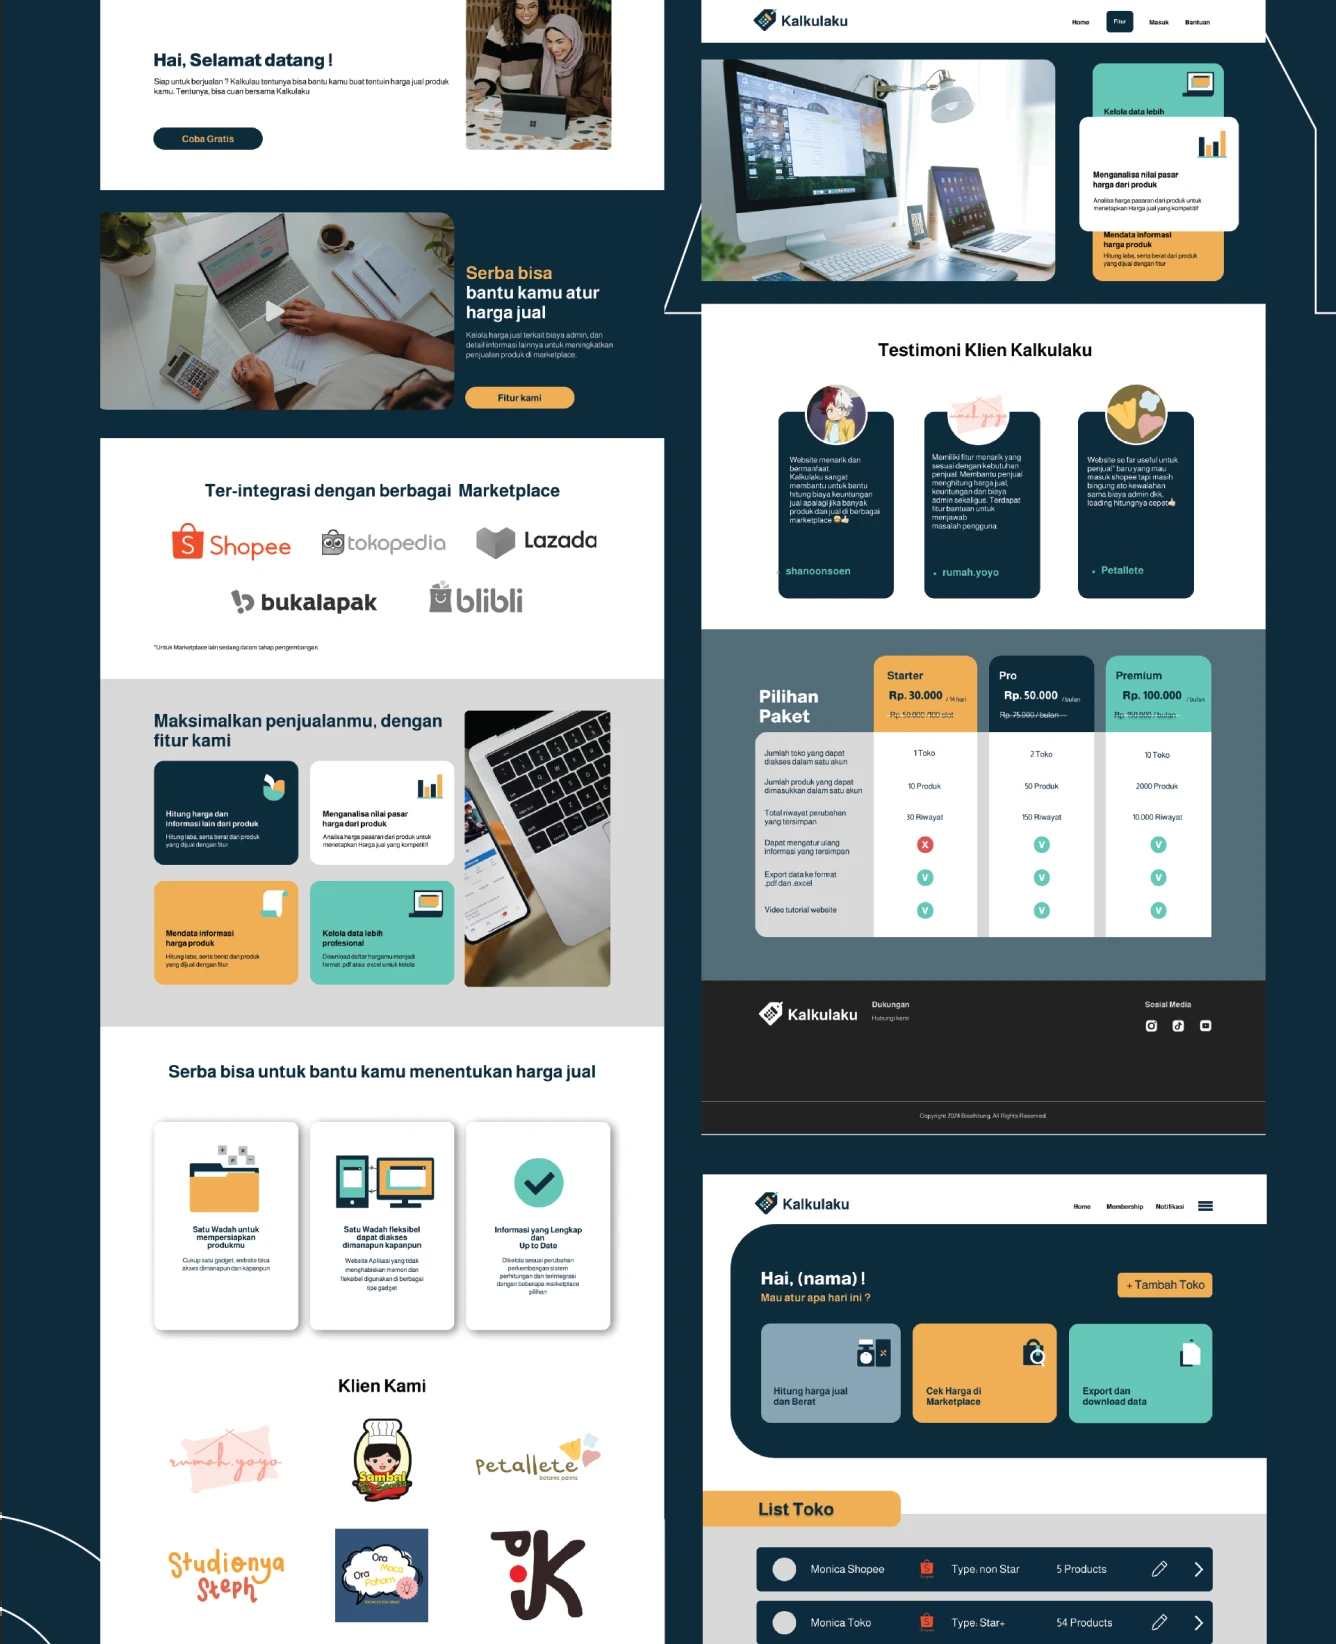 Hai, Selamat datang !
Siap untuk berjualan ? Kalkulau tentunya bisa bantu kamu buat tentuin harga jual produk
kamu. Tentunya, bisa cuan bersama Kalkulaku
Coba Gratis
Serba bisa
bantu kamu atur
harga jual
Kelola harga jual terkait biaya admin, dan
detail informasi lainnya untuk meningkatkan
penjualan produk di marketplace.
Fitur kami
Ter-integrasi dengan berbagai Marketplace
Shopee
tokopedia
Lazada
bukalapak
blibli
*Untuk Marketplace lain sedang dalam tahap pengembangan.
Maksimalkan penjualanmu, dengan
fitur kami
Hitung harga dan
informasi lain dari produk
Hitung laba, serta berat dari produk
yang dijual dengan fitur
Menganalisa nilai pasar
harga dari produk
Analisa harga pasaran dari produk untuk
menetapkan Harga jual yang kompetitif
Mendata informasi
harga produk
Hitung laba, serta berat dari produk
yang dijual dengan fitur
Kelola data lebih
profesional
Download daftar hargamu menjadi
format .pdf atau .excel untuk kelola
Serba bisa untuk bantu kamu menentukan harga jual
Satu Wadah untuk
mempersiapkan
produkmu
Cukup satu gadget, website bisa
akses dimanapun dan kapanpun
Satu Wadah fleksibel
dapat diakses
dimanapun kapanpun
Website Aplikasi yang tidak
menghabiskan memori dan
fleksibel digunakan di berbagai
tipe gadget
Informasi yang Lengkap
dan
Up to Date
Dikelola sesuai perubahan
perkembangan sistem
perhitungan dan terintegrasi
dengan beberapa marketplace
pilihan
Klien Kami
rumah.yoyo
Sambal
Petallete
botanic paints
Studionya
Steph
Ora
Moco
Ora
Paham
Kalkulaku
Home
Fitur
Masuk
Bantuan
Kelola data lebih
Menganalisa nilai pasar
harga dari produk
Analisa harga pasaran dari produk untuk
menetapkan Harga jual yang kompetitif
Mendata informasi
harga produk
Hitung laba, serta berat dari produk
yang dijual dengan fitur
Testimoni Klien Kalkulaku
Website menarik dan
bermanfaat.
Kalkulaku sangat
membantu untuk bantu
hitung biaya keuntungan
jual apalagi jika banyak
produk dan jual di berbagai
marketplace 🤩👍🏻
• shanoonsoen
rumah.yoyo
Memiliki fitur menarik yang
sesuai dengan kebutuhan
penjual. Membantu penjual
menghitung harga jual,
keuntungan dan biaya
admin sekaligus. Terdapat
fitur bantuan untuk
menjawab
masalah pengguna.
• rumah.yoyo
Website so far useful untuk
penjual" baru yang mau
masuk shopee tapi masih
bingung ato kewalahan
sama biaya admin dkk,
loading hitungnya cepat👍🏻
• Petallete
Pilihan
Paket
Starter
Rp. 30.000 / 14 hari
Rp. 50.000 /100 slot
Pro
Rp. 50.000 / bulan
Rp. 75.000 / bulan
Premium
Rp. 100.000 / bulan
Rp. 150.000 / bulan
Jumlah toko yang dapat
diakses dalam satu akun
1 Toko
2 Toko
10 Toko
Jumlah produk yang dapat
dimasukkan dalam satu akun
10 Produk
50 Produk
2000 Produk
Total riwayat perubahan
yang tersimpan
30 Riwayat
150 Riwayat
10.000 Riwayat
Dapat mengatur ulang
informasi yang tersimpan
X
V
V
Export data ke format
.pdf dan .excel
V
V
V
Video tutorial website
V
V
V
Kalkulaku
Dukungan
Hubungi kami
Sosial Media
Copyright 2024 Bisahitung. All Rights Reserved.
Kalkulaku
Home
Membership
Notifikasi
Hai, (nama) !
Mau atur apa hari ini ?
+ Tambah Toko
Hitung harga jual
dan Berat
Cek Harga di
Marketplace
Export dan
download data
List Toko
Monica Shopee
Shopee
Type: non Star
5 Products
Monica Toko
Shopee
Type: Star+
54 Products